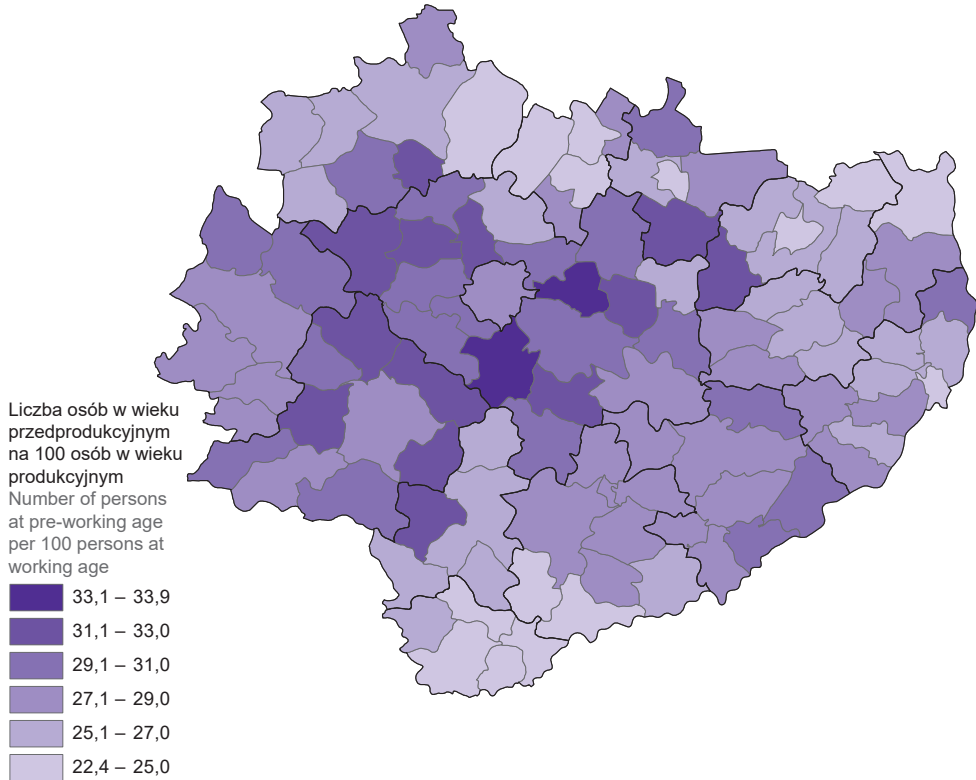 Liczba osób w wieku
przedprodukcyjnym
na 100 osób w wieku
produkcyjnym
Number of persons
at pre-working age
per 100 persons at
working age
33,1 – 33,9
31,1 – 33,0
29,1 – 31,0
27,1 – 29,0
25,1 – 27,0
22,4 – 25,0